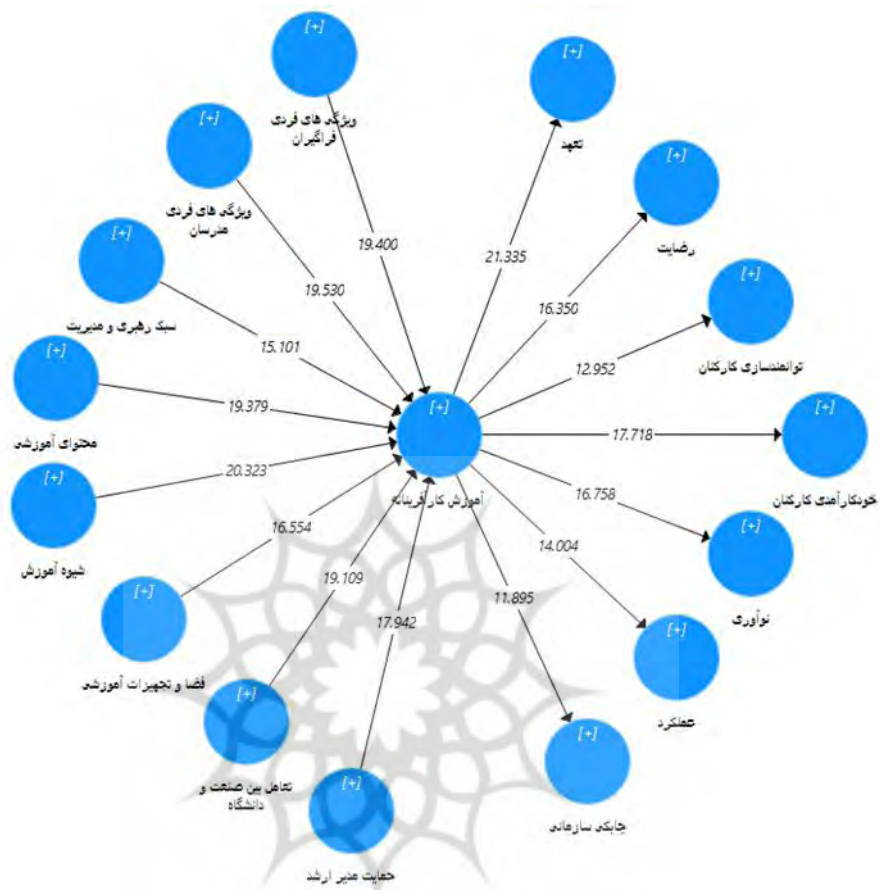 [+]
ویژگی های فردی
فراگیران
[+]
ویژگی های فردی
مدرسان
[+]
سبک رهبری و مدیریت
[+]
محتوای آموزشی
[+]
شیوه آموزش
[+]
فضا و تجهیزات آموزشی
[+]
تعامل بین صنعت و
دانشگاه
[+]
حمایت مدیر ارشد
19.400
19.530
15.101
19.379
20.323
16.554
19.109
17.942
[+]
آموزش کارآفرینانه
21.335
16.350
12.952
17.718
16.758
14.004
11.895
[+]
تعهد
[+]
رضایت
[+]
توانمندسازی کارکنان
[+]
خودکارآمدی کارکنان
[+]
نوآوری
[+]
عملکرد
[+]
چابکی سازمانی